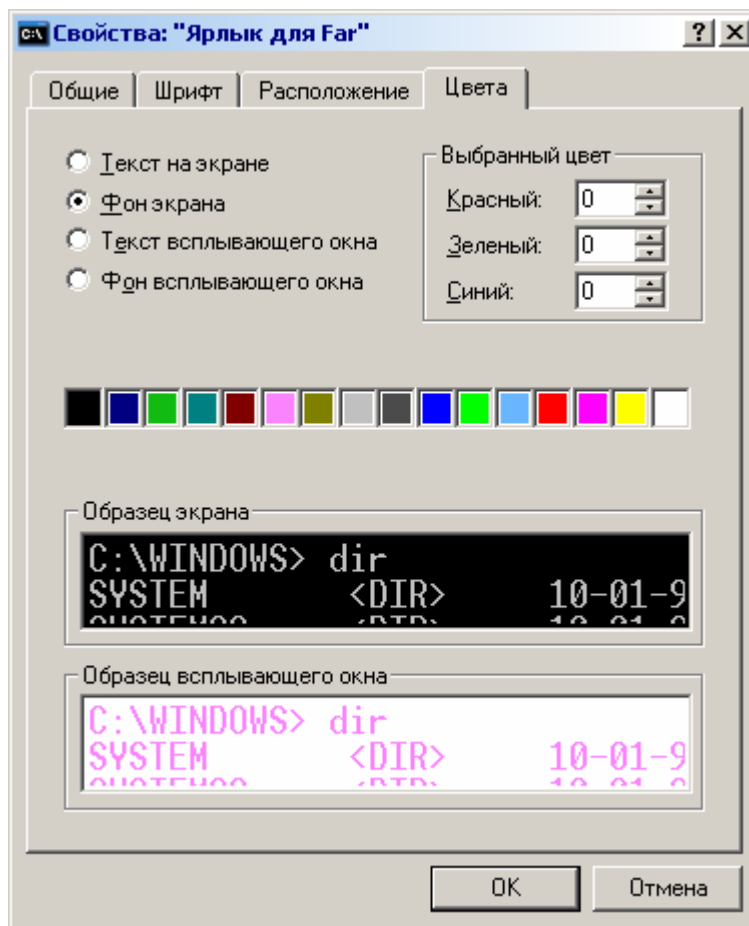 Свойства: "Ярлык для Far"
Общие Шрифт Расположение Цвета
Текст на экране
Фон экрана
Текст всплывающего окна
Фон всплывающего окна
Выбранный цвет
Красный: 0
Зеленый: 0
Синий: 0
Образец экрана
C:\WINDOWS> dir
SYSTEM <DIR> 10-01-9
Образец всплывающего окна
C:\WINDOWS> dir
SYSTEM <DIR> 10-01-9
OK Отмена